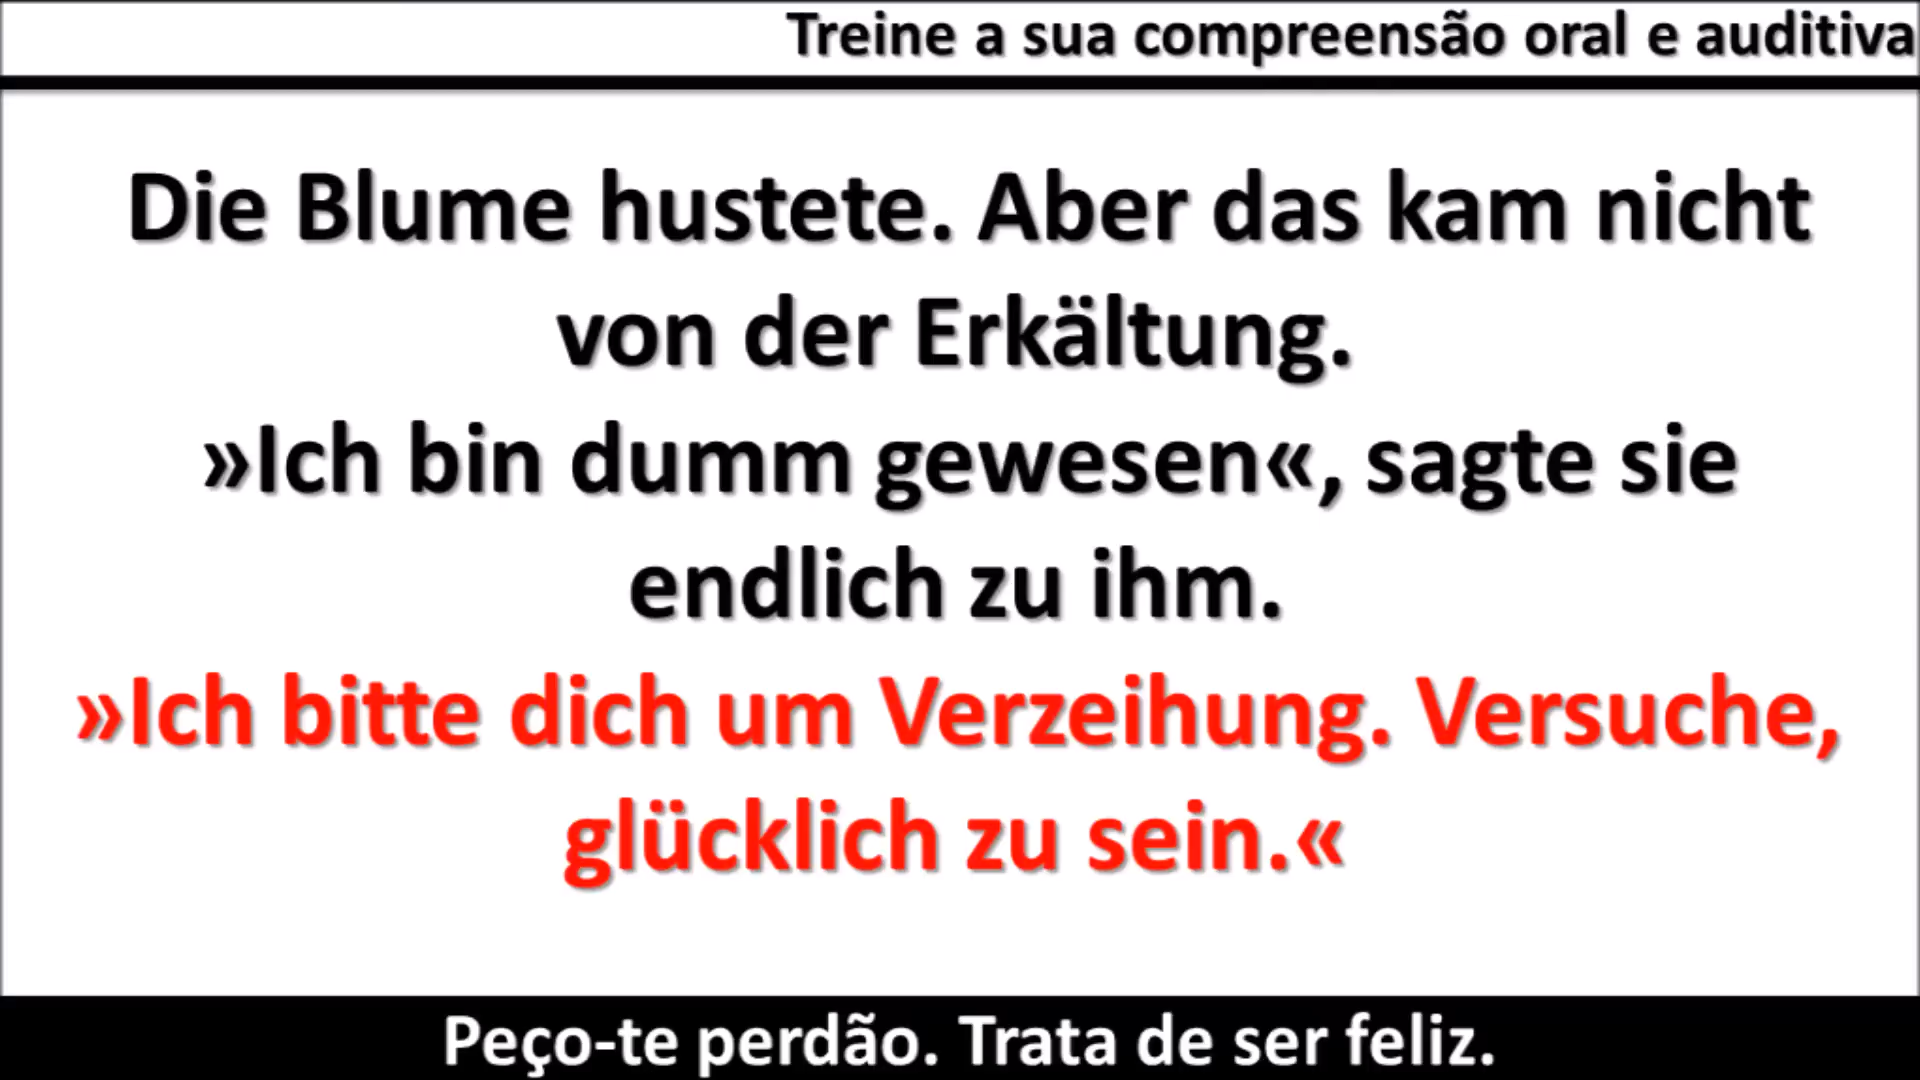 Treine a sua compreensão oral e auditiva
Die Blume hustete. Aber das kam nicht
von der Erkältung.
»Ich bin dumm gewesen«, sagte sie
endlich zu ihm.
»Ich bitte dich um Verzeihung. Versuche,
glücklich zu sein.«
Peço-te perdão. Trata de ser feliz.